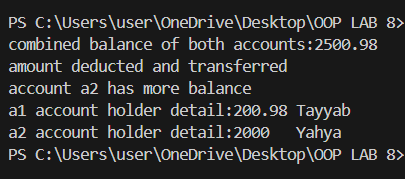 PS C:\Users\user\OneDrive\Desktop\OOP LAB 8>
combined balance of both accounts:2500.98
amount deducted and transferred
account a2 has more balance
a1 account holder detail:200.98 Tayyab
a2 account holder detail:2000   Yahya
PS C:\Users\user\OneDrive\Desktop\OOP LAB 8>